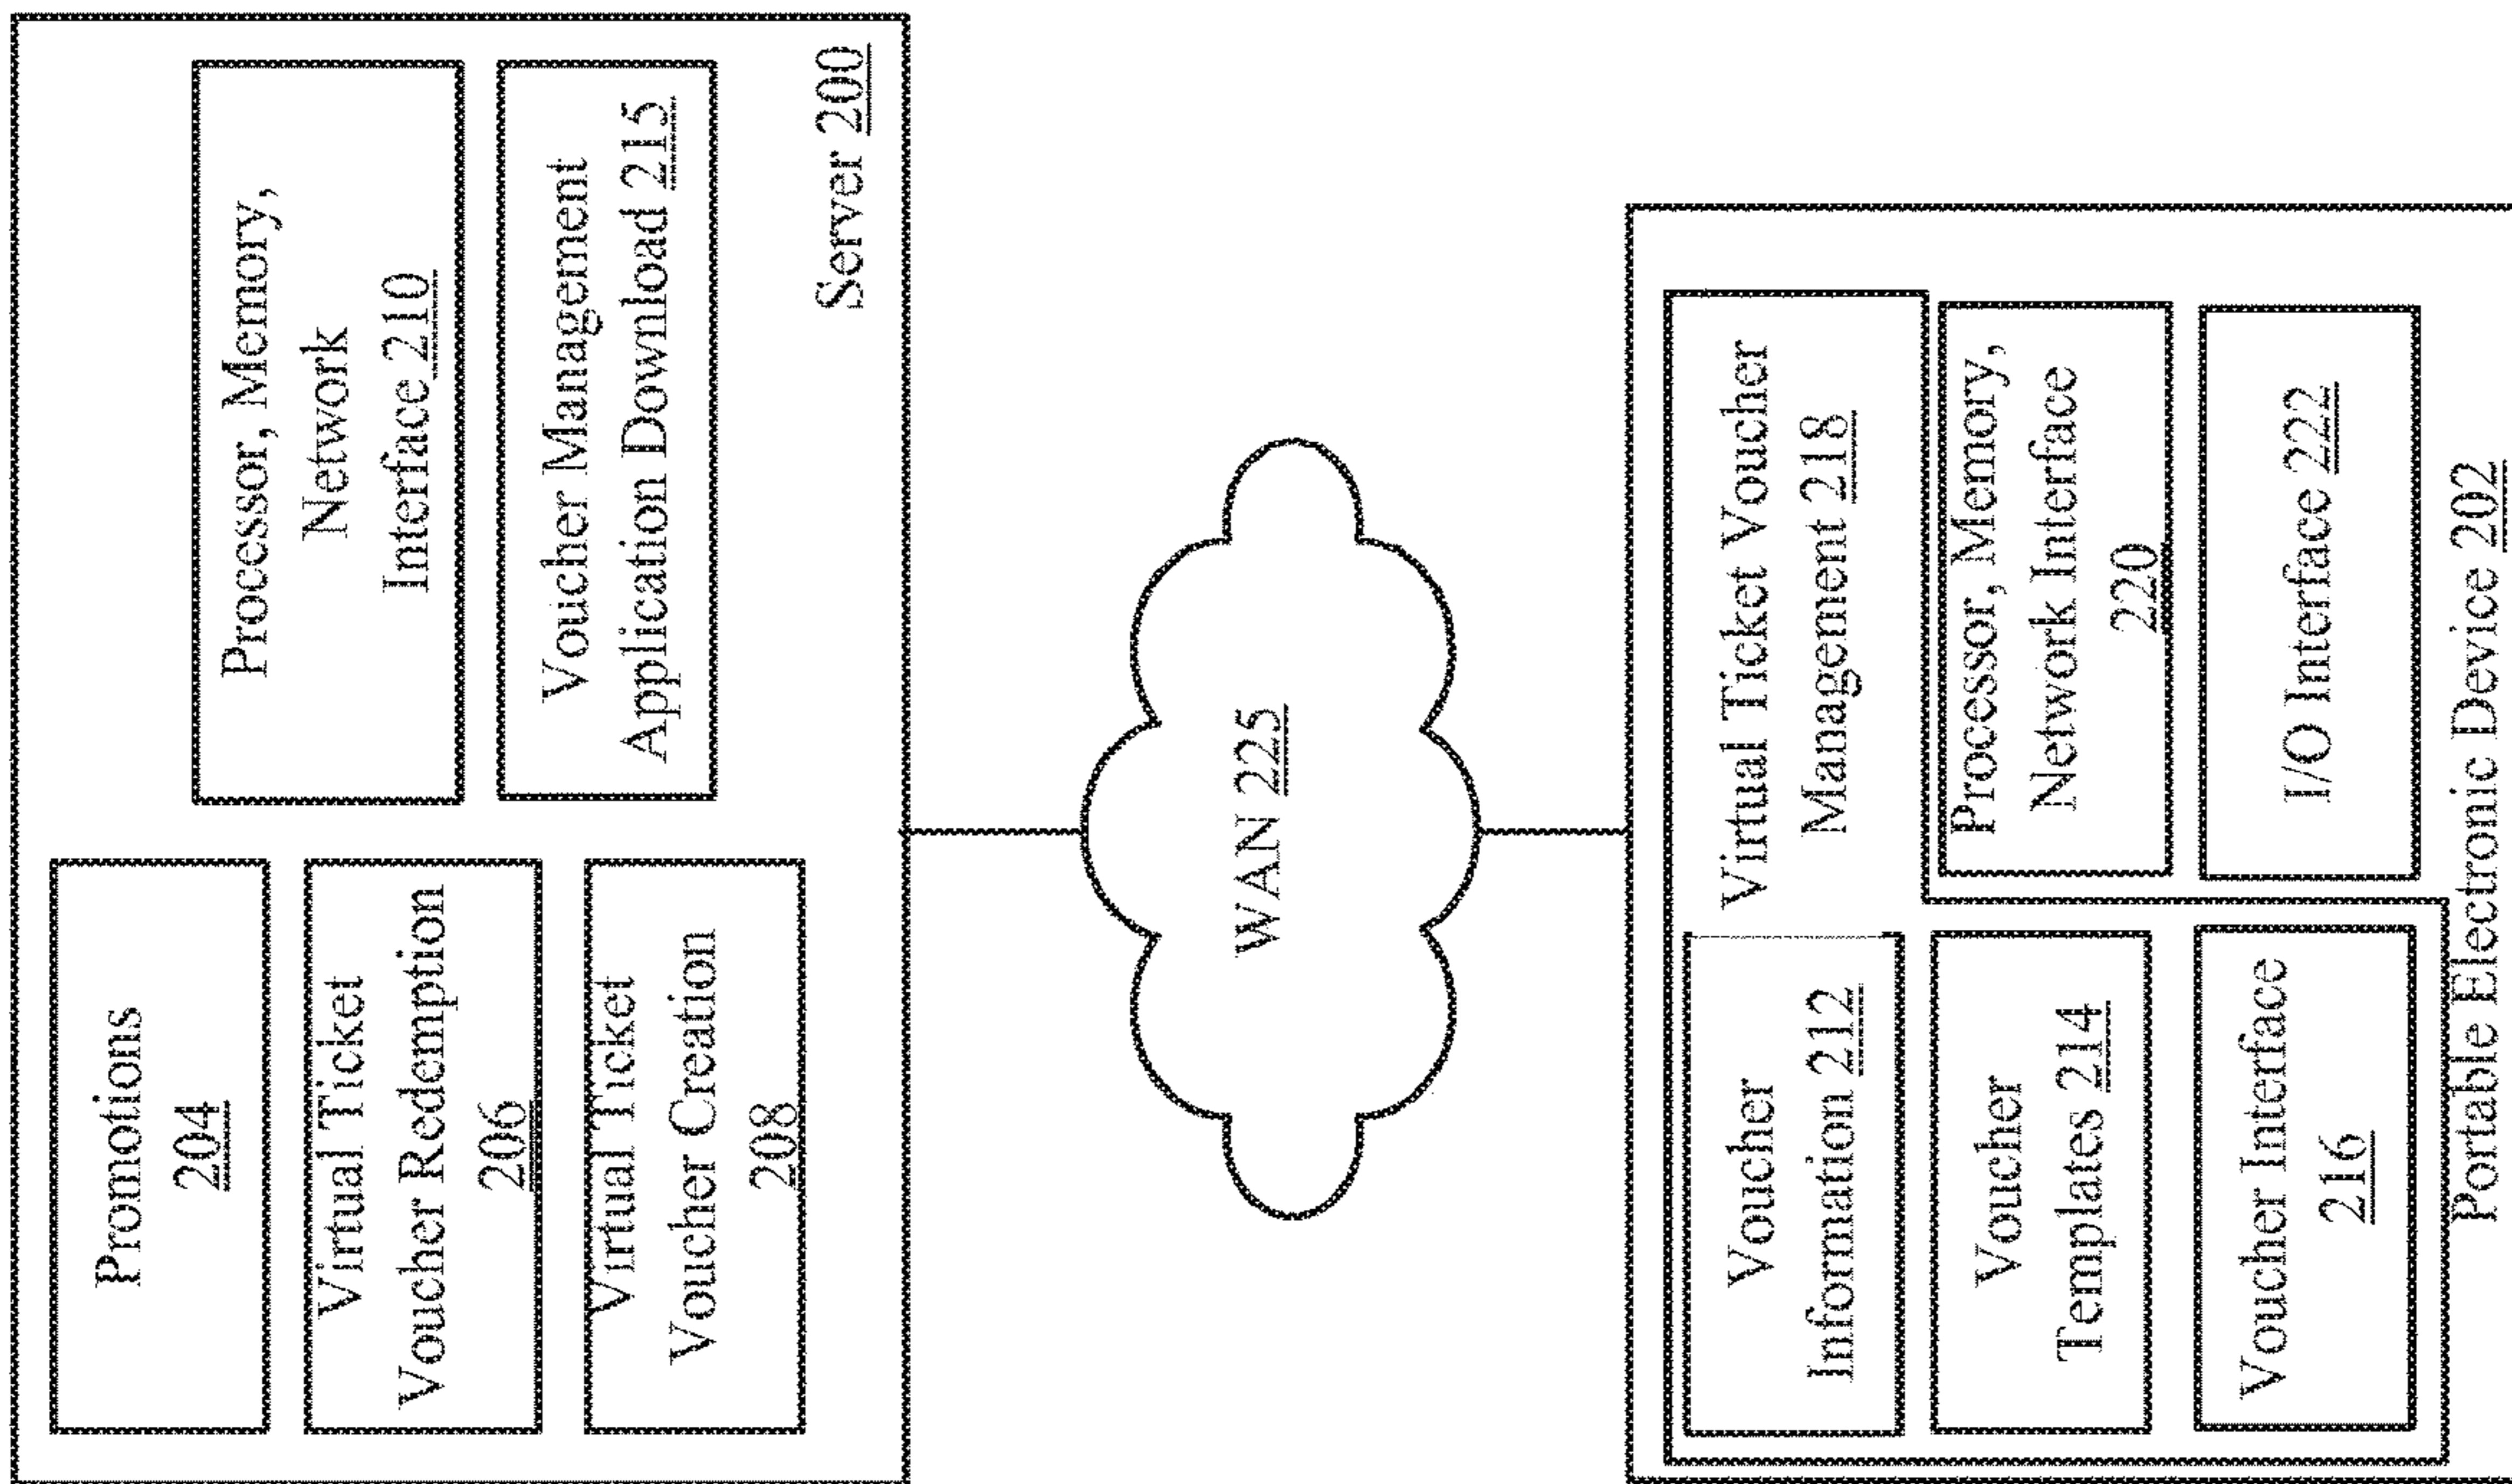 Promotions
204
Virtual Ticket
Voucher Redemption
206
Virtual Ticket
Voucher Creation
208
Processor, Memory,
Network
Interface 210
Voucher Management
Application Download 215
Server 200
WAN 225
Voucher
Information 212
Voucher
Templates 214
Voucher Interface
216
Virtual Ticket Voucher
Management 218
Processor, Memory,
Network Interface
220
I/O Interface 222
Portable Electronic Device 202